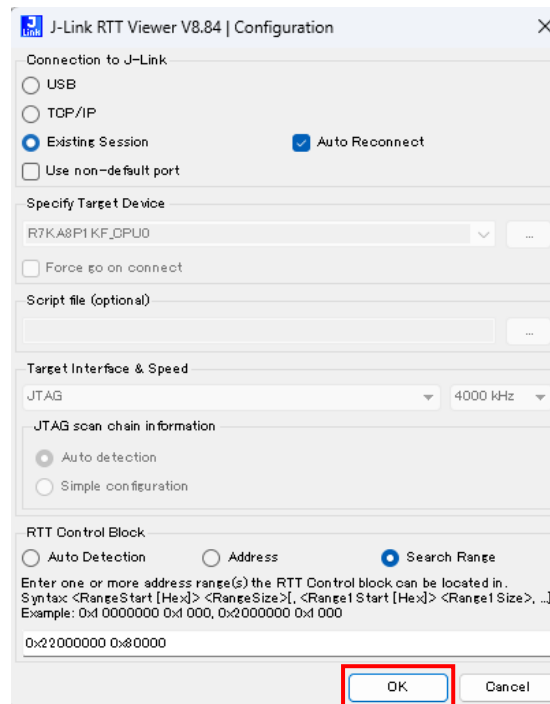 J-Link RTT Viewer V8.84 | Configuration
Connection to J-Link
USB
TCP/IP
Existing Session Auto Reconnect
Use non-default port
Specify Target Device
R7KA8P1KF_CPU0 ...
Force go on connect
Script file (optional)
...
Target Interface & Speed
JTAG 4000 kHz
JTAG scan chain information
Auto detection
Simple configuration
RTT Control Block
Auto Detection Address Search Range
Enter one or more address range(s) the RTT Control block can be located in.
Syntax: <RangeStart [Hex]> <RangeSize>[, <Range1Start [Hex]> <Range1Size>, ...]
Example: 0x10000000 0x1000, 0x2000000 0x1000
0x22000000 0x80000
OK Cancel